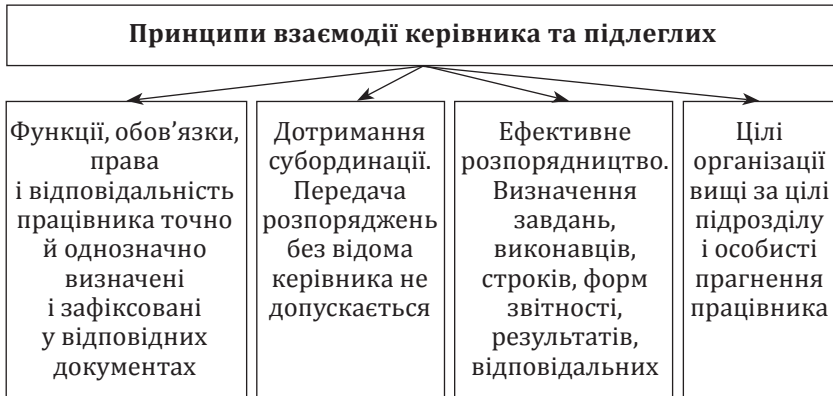 Принципи взаємодії керівника та підлеглих
Функції, обов’язки,
права
і відповідальність
працівника точно
й однозначно
визначені
і зафіксовані
у відповідних
документах
Дотримання
субординації.
Передача
розпоряджень
без відома
керівника не
допускається
Ефективне
розпорядництво.
Визначення
завдань,
виконавців,
строків, форм
звітності,
результатів,
відповідальних
Цілі
організації
вищі за цілі
підрозділу
і особисті
прагнення
працівника